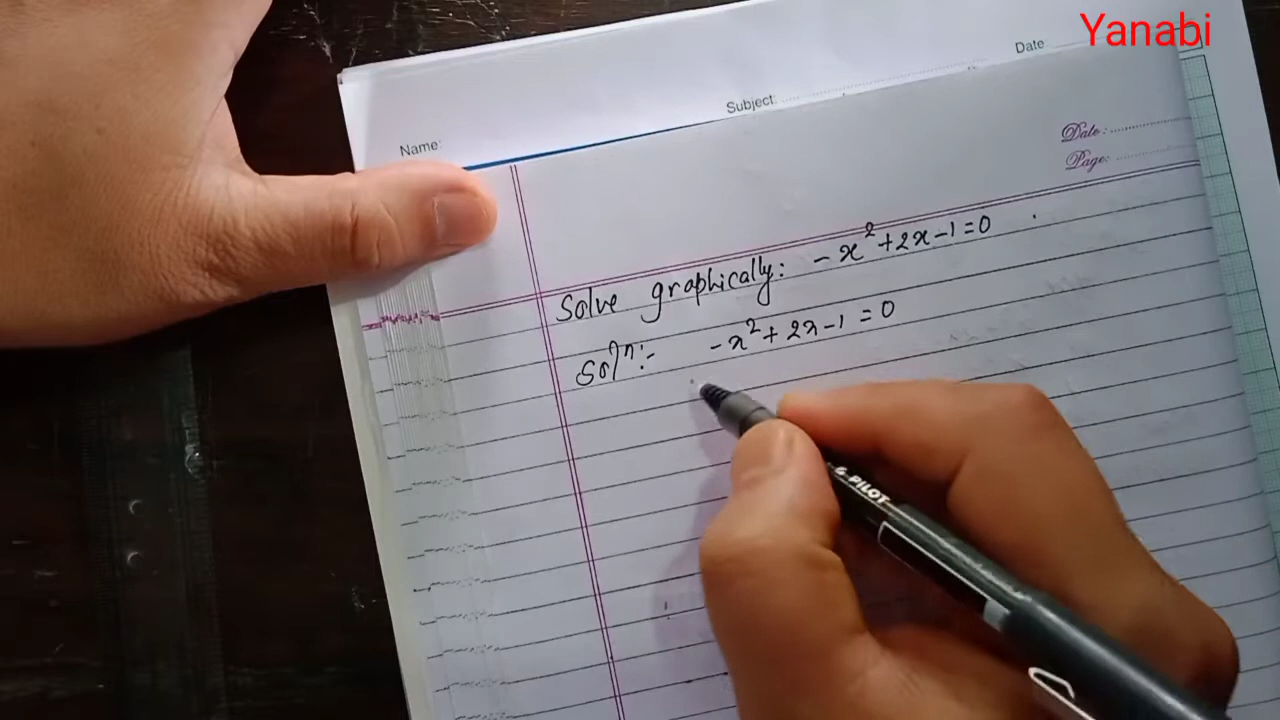 Yanabi
Date
Subject:
Name:
Date:
Page:
Solve graphically: -x²+2x-1=0
Solⁿ:- -x²+2x-1=0
G-PILOT